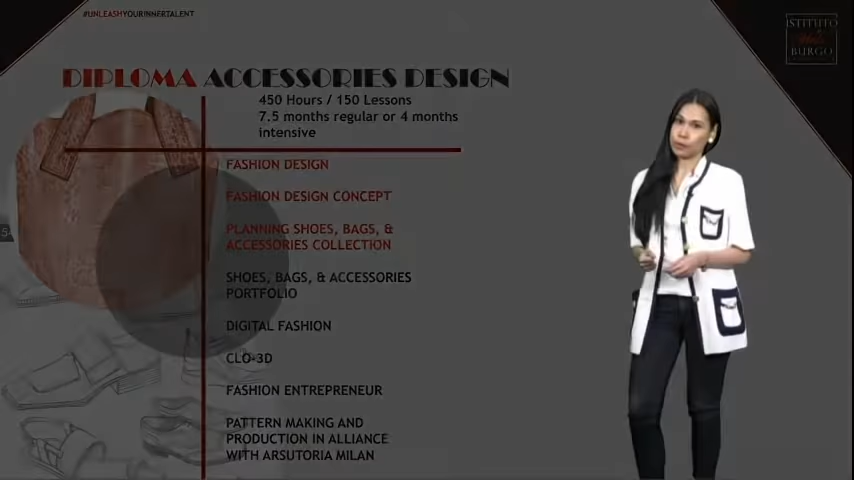 #UNLEASHYOURINNERTALENT
ISTITUTO
BURGO
DIPLOMA ACCESSORIES DESIGN
450 Hours / 150 Lessons
7.5 months regular or 4 months
intensive
FASHION DESIGN
FASHION DESIGN CONCEPT
PLANNING SHOES, BAGS, &
ACCESSORIES COLLECTION
SHOES, BAGS, & ACCESSORIES
PORTFOLIO
DIGITAL FASHION
CLO-3D
FASHION ENTREPRENEUR
PATTERN MAKING AND
PRODUCTION IN ALLIANCE
WITH ARSUTORIA MILAN